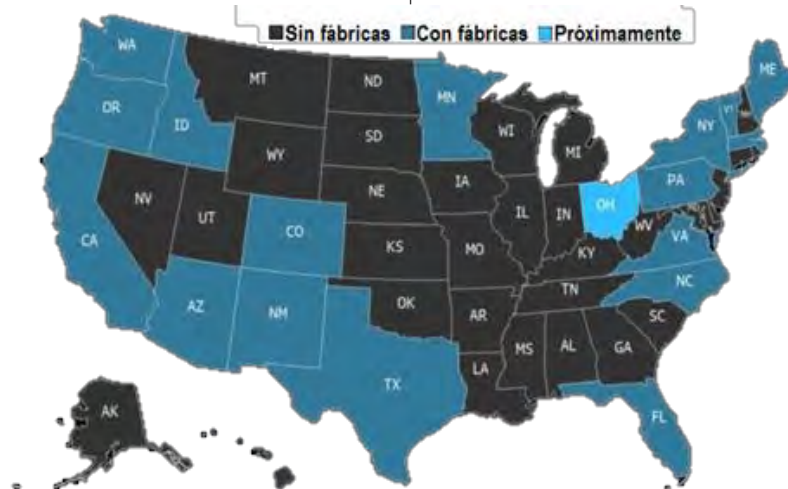 Sin fábricas Con fábricas Próximamente
WA
MT
ND
MN
ME
OR
ID
SD
WI
VT
NY
WY
MI
IA
NE
PA
NV
UT
IL
IN
OH
CA
CO
KS
MO
WV
VA
KY
AZ
NM
OK
TN
NC
AR
SC
MS
AL
GA
TX
LA
AK
FL